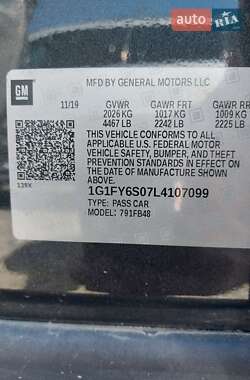 AUTO RIA
MFD BY GENERAL MOTORS LLC
GM
11/19 GVWR GAWR FRT GAWR RR
2026 KG 1017 KG 1009 KG
4467 LB 2242 LB 2225 LB
THIS VEHICLE CONFORMS TO ALL
APPLICABLE U.S. FEDERAL MOTOR
VEHICLE SAFETY, BUMPER, AND THEFT
PREVENTION STANDARDS IN EFFECT
ON THE DATE OF MANUFACTURE
SHOWN ABOVE.
1G1FY6S07L4107099
TYPE: PASS CAR
MODEL: 791FB48